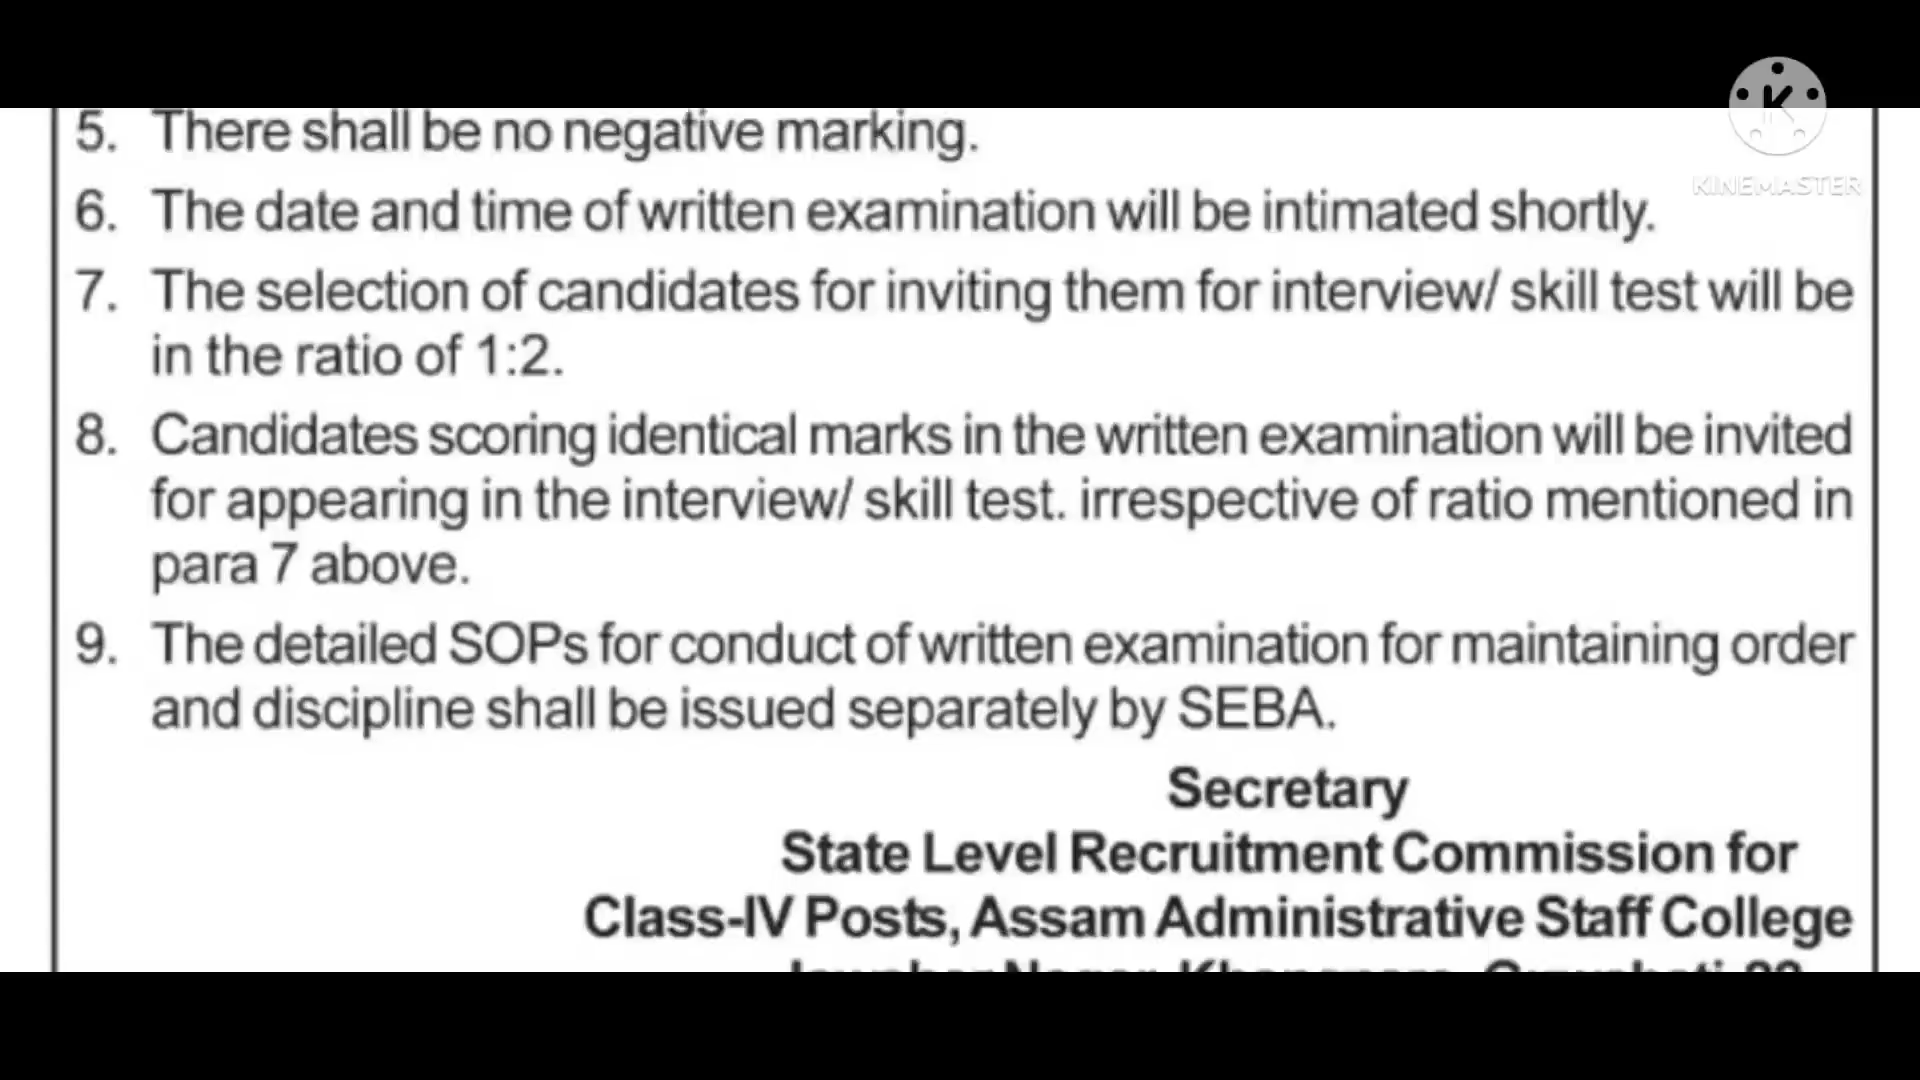 K
KINEMASTER
5. There shall be no negative marking.
6. The date and time of written examination will be intimated shortly.
7. The selection of candidates for inviting them for interview/ skill test will be
in the ratio of 1:2.
8. Candidates scoring identical marks in the written examination will be invited
for appearing in the interview/ skill test. irrespective of ratio mentioned in
para 7 above.
9. The detailed SOPs for conduct of written examination for maintaining order
and discipline shall be issued separately by SEBA.
Secretary
State Level Recruitment Commission for
Class-IV Posts, Assam Administrative Staff College